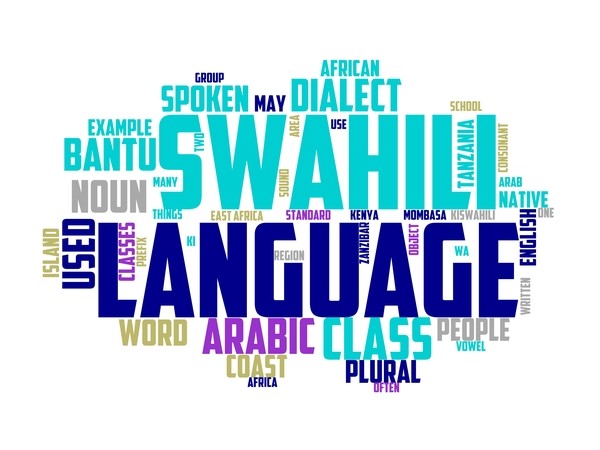 AFRICAN
GROUP
SPOKEN
MAY
DIALECT
SCHOOL
EXAMPLE
TWO
AREA
USE
TANZANIA
CONSONANT
BANTU
SWAHILI
MANY
SOUND
ARAB
NOUN
NATIVE
THINGS
EAST AFRICA
STANDARD
KENYA
MOMBASA
KISWAHILI
ONE
ISLAND
USED
CLASSES
PREFIX
KI
LANGUAGE
REGION
ZANZIBAR
OBJECT
WA
ENGLISH
WRITTEN
WORD
ARABIC
CLASS
PEOPLE
VOWEL
COAST
PLURAL
AFRICA
OFTEN